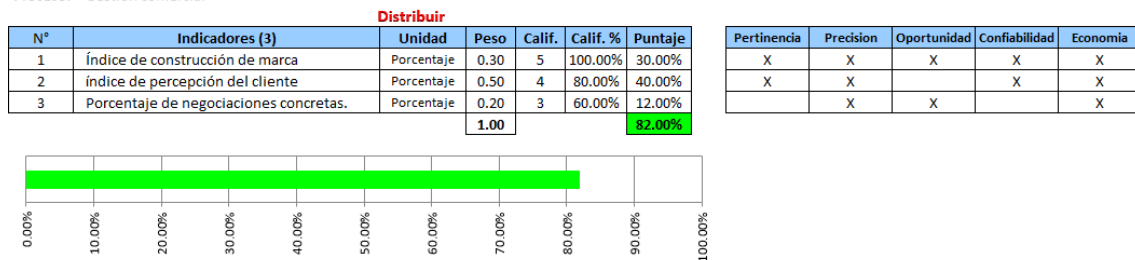 Distribuir
N° Indicadores (3) Unidad Peso Calif. Calif. % Puntaje Pertinencia Precision Oportunidad Confiabilidad Economia
1 Índice de construcción de marca Porcentaje 0.30 5 100.00% 30.00% X X X X X
2 índice de percepción del cliente Porcentaje 0.50 4 80.00% 40.00% X X X X
3 Porcentaje de negociaciones concretas. Porcentaje 0.20 3 60.00% 12.00% X X X
1.00 82.00%
0.00% 10.00% 20.00% 30.00% 40.00% 50.00% 60.00% 70.00% 80.00% 90.00% 100.00%